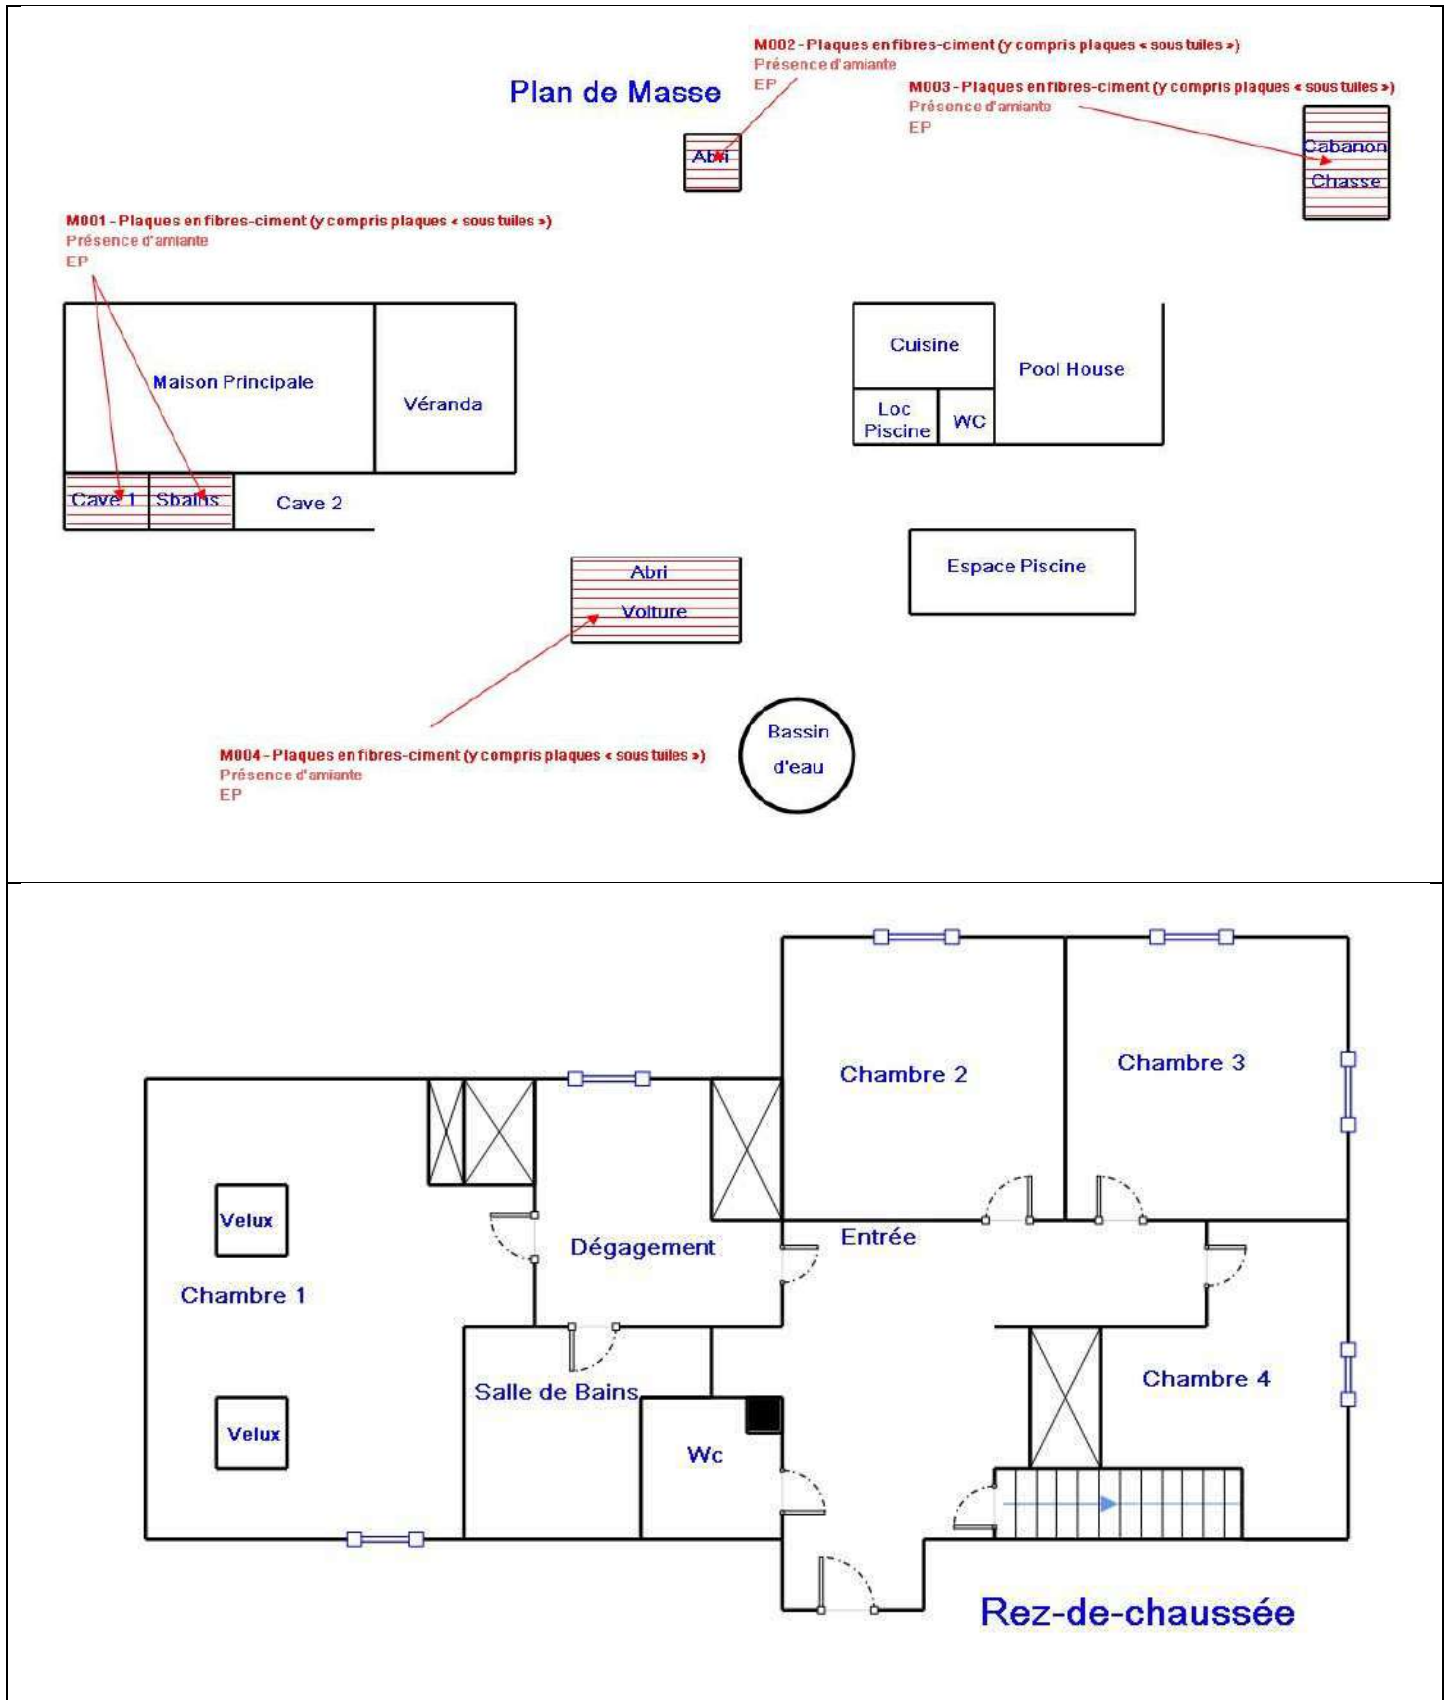 M002 - Plaques en fibres-ciment (y compris plaques « sous tuiles »)
Présence d'amiante
EP
Plan de Masse
M003 - Plaques en fibres-ciment (y compris plaques « sous tuiles »)
Présence d'amiante
EP
Abri
Cabanon
Chasse
M001 - Plaques en fibres-ciment (y compris plaques « sous tuiles »)
Présence d'amiante
EP
Maison Principale
Véranda
Cuisine
Pool House
Loc
Piscine
WC
Cave 1
Sbains
Cave 2
Abri
Voiture
Espace Piscine
M004 - Plaques en fibres-ciment (y compris plaques « sous tuiles »)
Présence d'amiante
EP
Bassin
d'eau
Chambre 2
Chambre 3
Velux
Dégagement
Entrée
Chambre 1
Chambre 4
Salle de Bains
Velux
Wc
Rez-de-chaussée